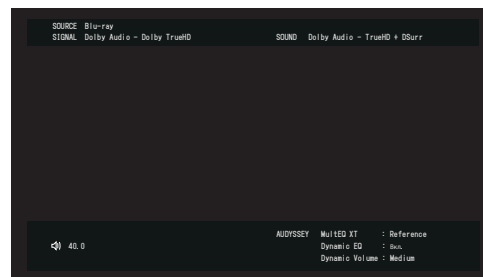 SOURCE Blu-ray
SIGNAL Dolby Audio - Dolby TrueHD SOUND Dolby Audio - TrueHD + DSurr
AUDYSSEY MultEQ XT : Reference
40.0 Dynamic EQ : Вкл.
Dynamic Volume : Medium